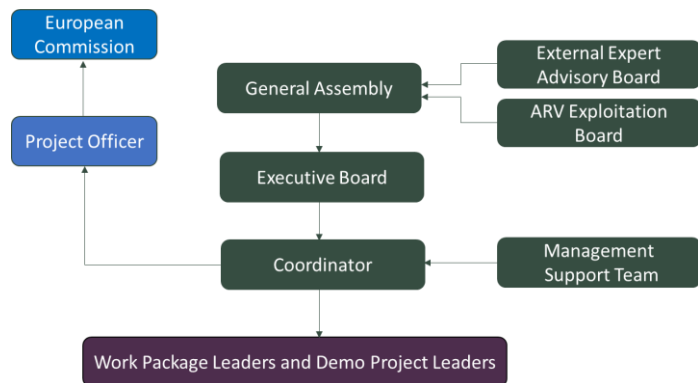 European
Commission
External Expert
Advisory Board
General Assembly
ARV Exploitation
Board
Project Officer
Executive Board
Coordinator
Management
Support Team
Work Package Leaders and Demo Project Leaders